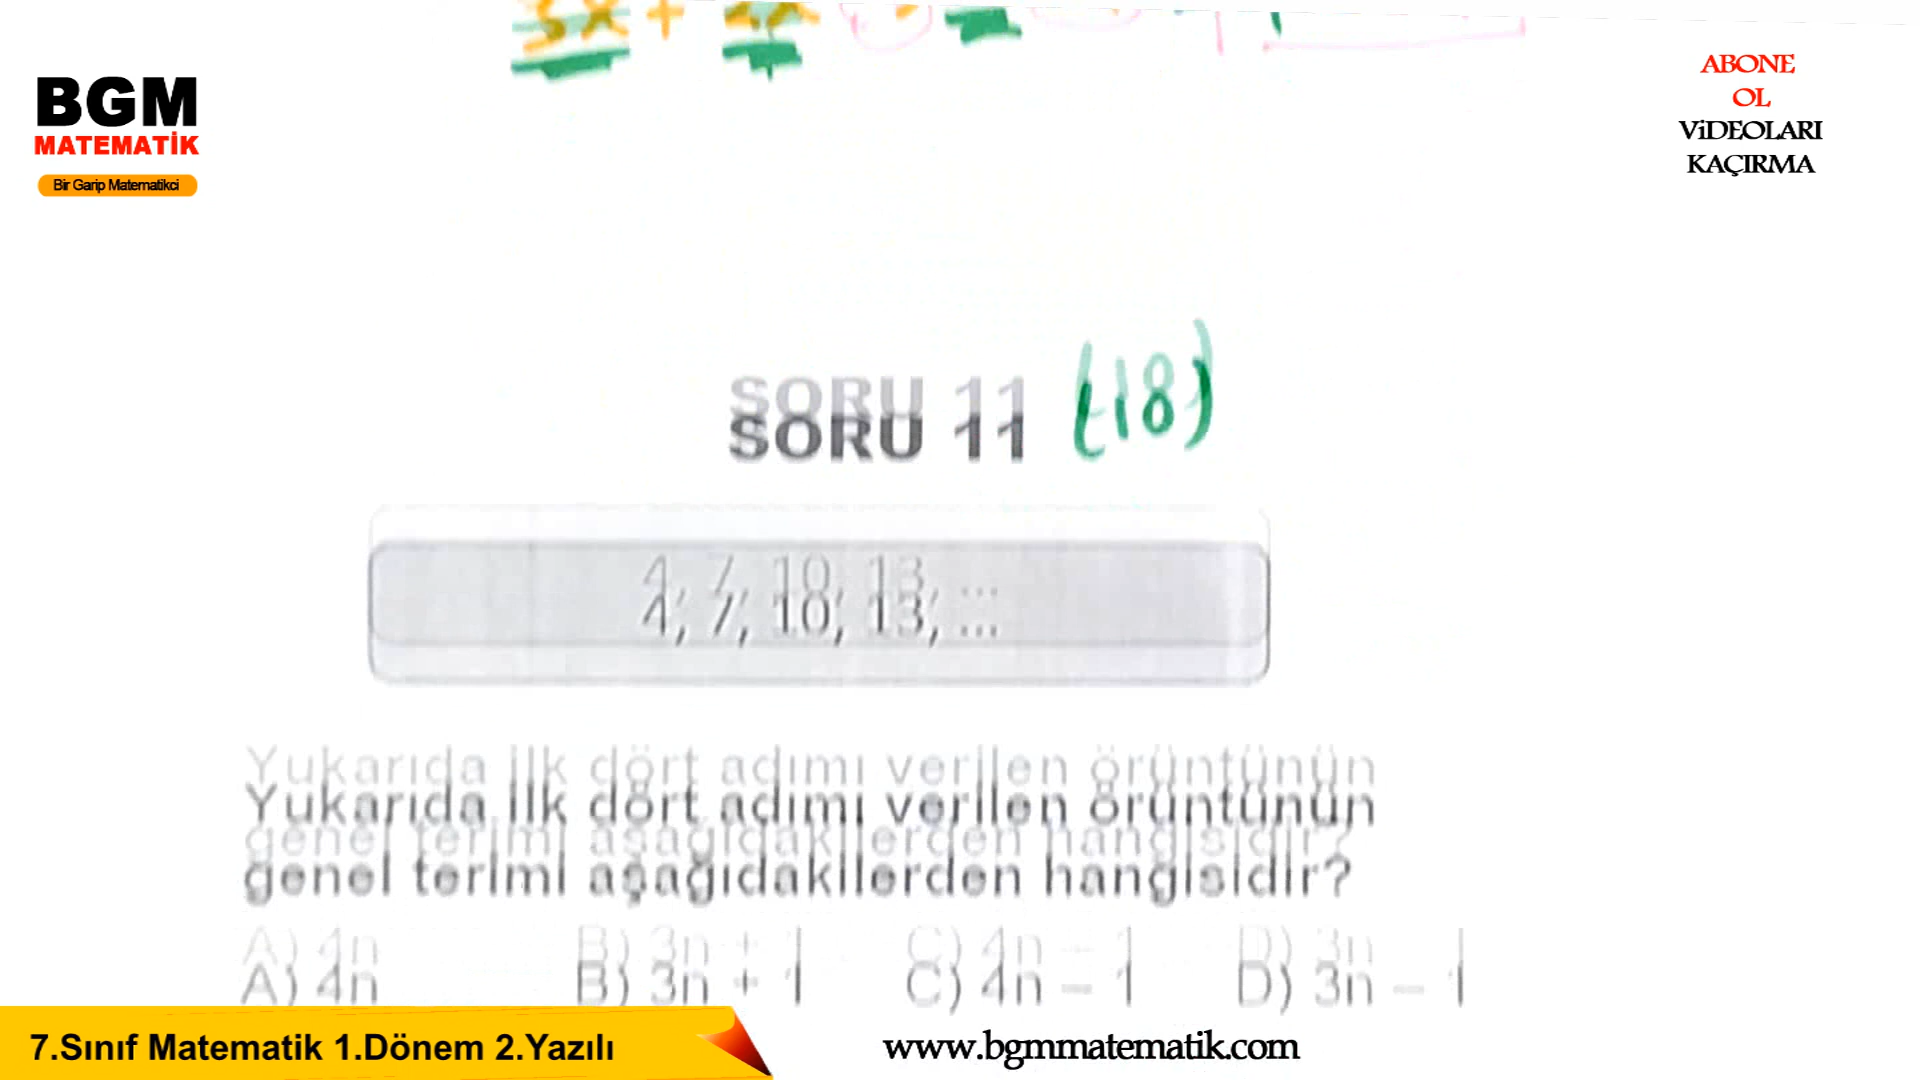 3x +
BGM
MATEMATİK
Bir Garip Matematikci
ABONE
OL
ViDEOLARI
KAÇIRMA
SORU 11 (18)
4, 7, 10, 13, ...
Yukarıda ilk dört adımı verilen örüntünün
genel terimi aşağıdakilerden hangisidir?
A) 4n B) 3n + 1 C) 4n – 1 D) 3n – 1
7.Sınıf Matematik 1.Dönem 2.Yazılı
www.bgmmatematik.com